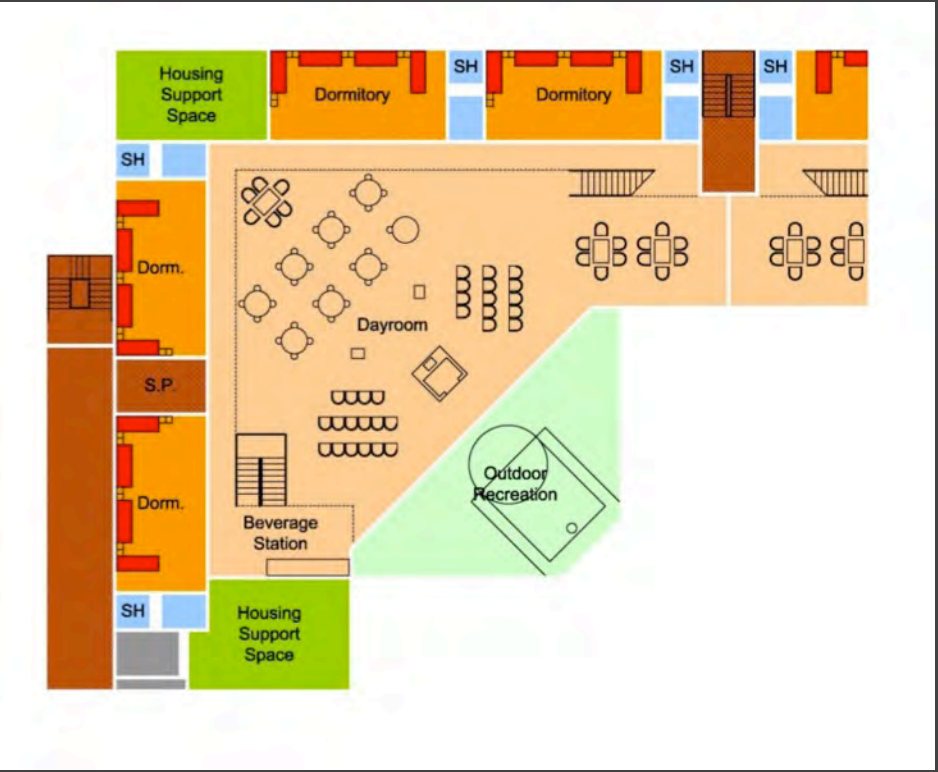 Housing
Support
Space
Dormitory
SH
Dormitory
SH
SH
SH
Dorm.
Dayroom
S.P.
Dorm.
Outdoor
Recreation
Beverage
Station
SH
Housing
Support
Space